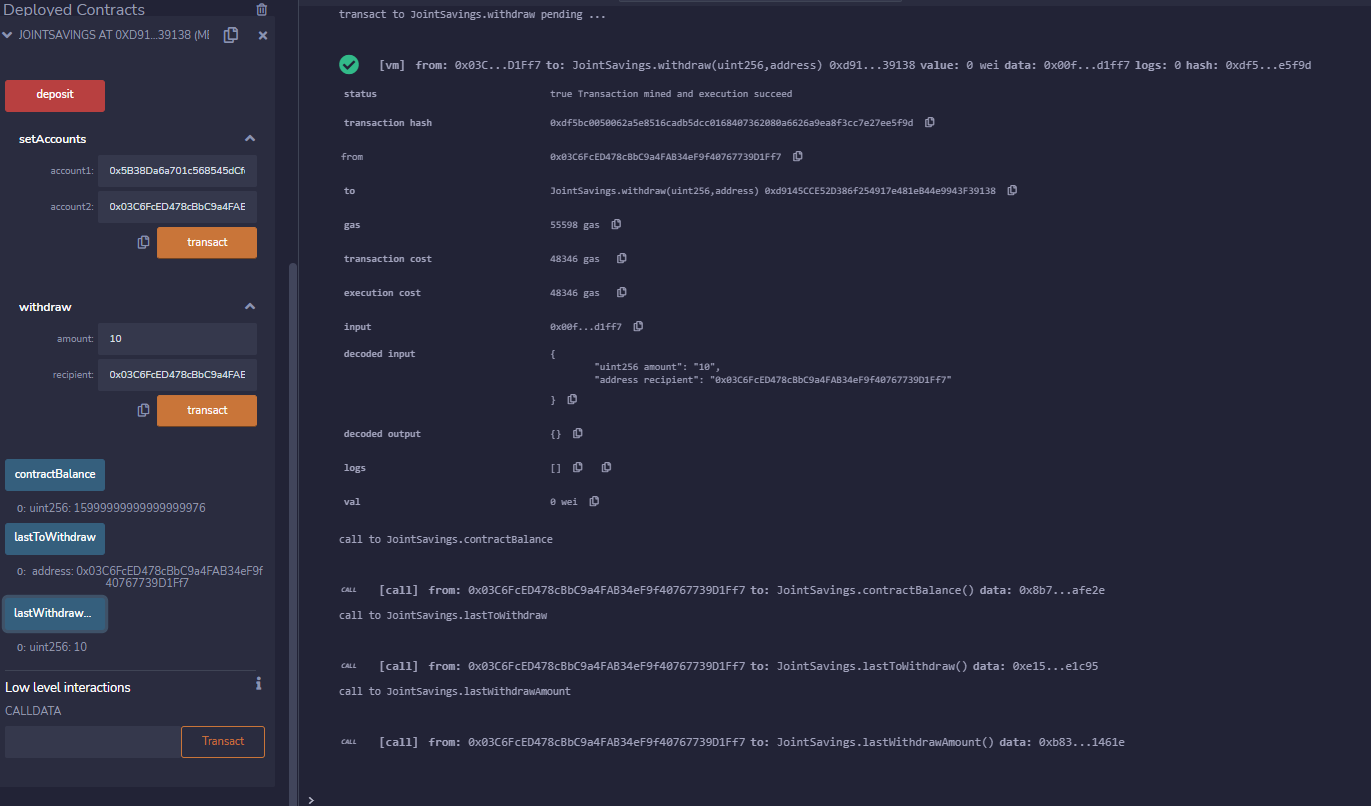 Deployed Contracts
JOINTSAVINGS AT 0XD91...39138 (ME
deposit
setAccounts
account1: 0x5B38Da6a701c568545dCf
account2: 0x03C6FcED478cBbC9a4FAE
transact
withdraw
amount: 10
recipient: 0x03C6FcED478cBbC9a4FAE
transact
contractBalance
0: uint256: 15999999999999999976
lastToWithdraw
0: address: 0x03C6FcED478cBbC9a4FAB34eF9f
40767739D1Ff7
lastWithdraw...
0: uint256: 10
Low level interactions
CALLDATA
Transact
transact to JointSavings.withdraw pending ...
[vm] from: 0x03C...D1Ff7 to: JointSavings.withdraw(uint256,address) 0xd91...39138 value: 0 wei data: 0x00f...d1ff7 logs: 0 hash: 0xdf5...e5f9d
status true Transaction mined and execution succeed
transaction hash 0xdf5bc0050062a5e8516cadb5dcc0168407362080a6626a9ea8f3cc7e27ee5f9d
from 0x03C6FcED478cBbC9a4FAB34eF9f40767739D1Ff7
to JointSavings.withdraw(uint256,address) 0xd9145CCE52D386f254917e481eB44e9943F39138
gas 55598 gas
transaction cost 48346 gas
execution cost 48346 gas
input 0x00f...d1ff7
decoded input {
"uint256 amount": "10",
"address recipient": "0x03C6FcED478cBbC9a4FAB34eF9f40767739D1Ff7"
}
decoded output {}
logs []
val 0 wei
call to JointSavings.contractBalance
CALL [call] from: 0x03C6FcED478cBbC9a4FAB34eF9f40767739D1Ff7 to: JointSavings.contractBalance() data: 0x8b7...afe2e
call to JointSavings.lastToWithdraw
CALL [call] from: 0x03C6FcED478cBbC9a4FAB34eF9f40767739D1Ff7 to: JointSavings.lastToWithdraw() data: 0xe15...e1c95
call to JointSavings.lastWithdrawAmount
CALL [call] from: 0x03C6FcED478cBbC9a4FAB34eF9f40767739D1Ff7 to: JointSavings.lastWithdrawAmount() data: 0xb83...1461e
>